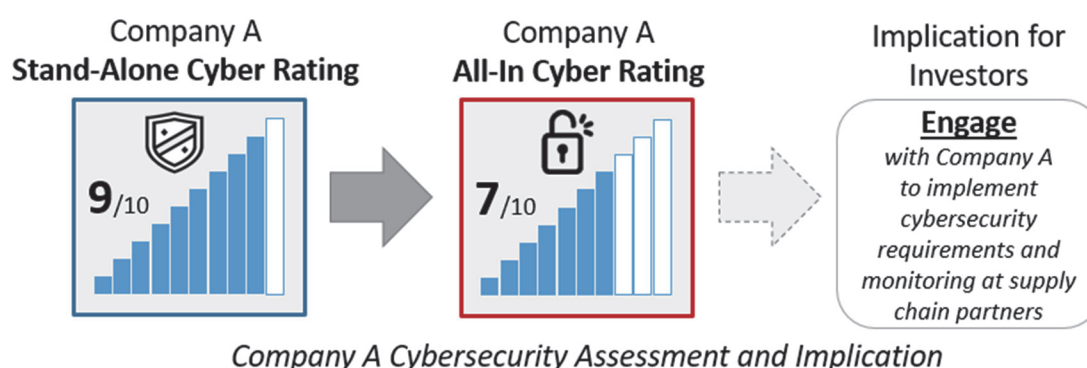 Company A
Stand-Alone Cyber Rating
9/10
Company A
All-In Cyber Rating
7/10
Implication for
Investors
Engage
with Company A
to implement
cybersecurity
requirements and
monitoring at supply
chain partners
Company A Cybersecurity Assessment and Implication